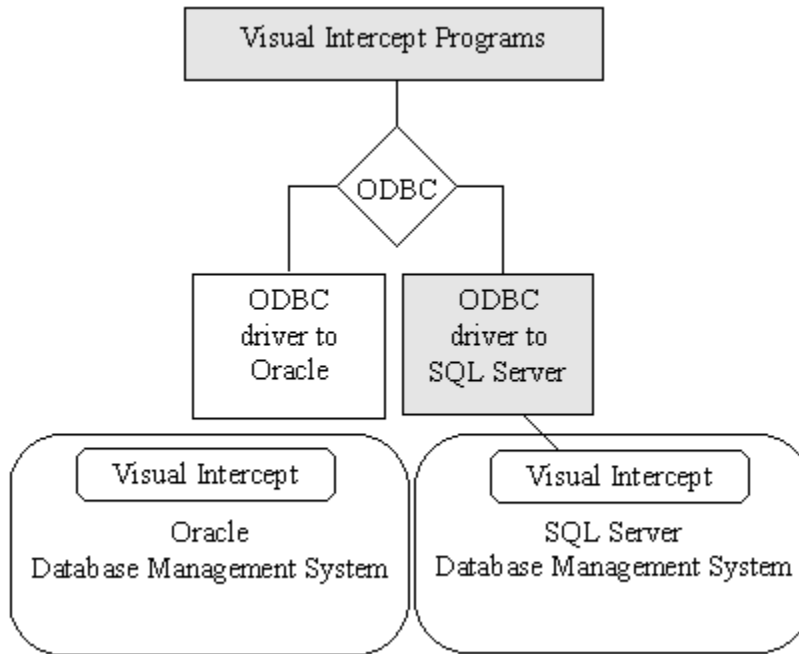 Visual Intercept Programs
ODBC
ODBC
driver to
Oracle
ODBC
driver to
SQL Server
Visual Intercept
Oracle
Database Management System
Visual Intercept
SQL Server
Database Management System